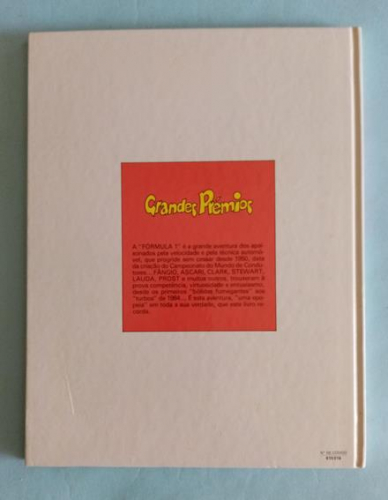 Grandes Prémios
A "FÓRMULA 1" é a grande aventura dos apai-
xonados pela velocidade e pela técnica automó-
vel, que progride sem cessar desde 1950, data
da criação do Campeonato do Mundo de Condu-
tores... FANGIO, ASCARI, CLARK, STEWART,
LAUDA, PROST e muitos outros, trouxeram à
prova competência, virtuosidade e entusiasmo,
desde os primeiros "bólides fumegantes" aos
"turbos" de 1984... É esta aventura, "uma epo-
peia" em toda a sua verdade, que este livro re-
corda.